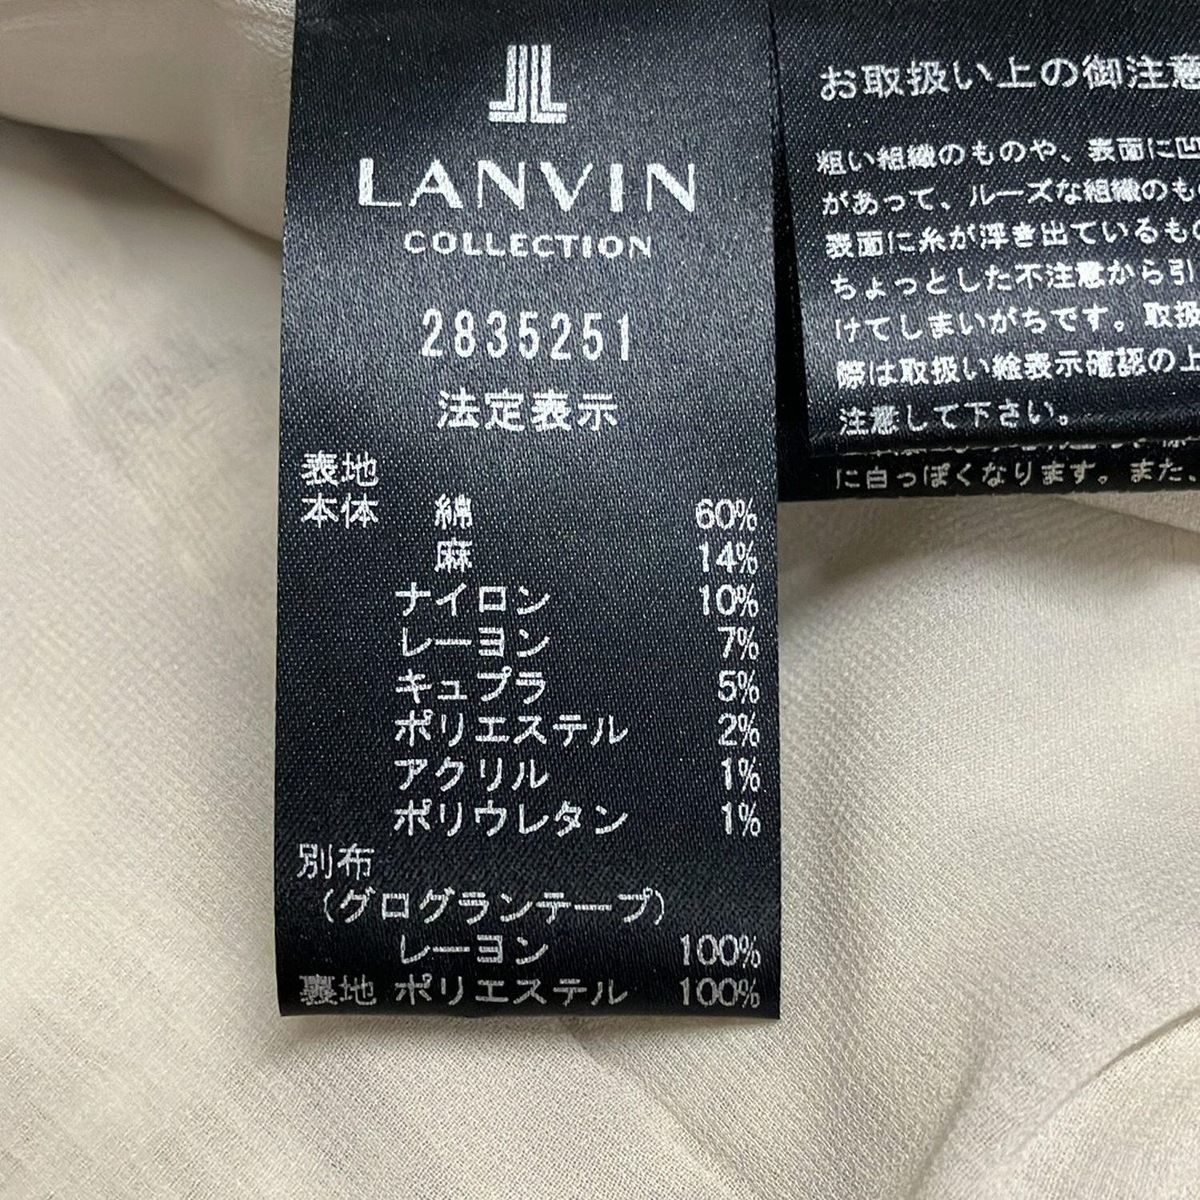 LANVIN
COLLECTION
2835251
法定表示
表地
本体 綿 60%
麻 14%
ナイロン 10%
レーヨン 7%
キュプラ 5%
ポリエステル 2%
アクリル 1%
ポリウレタン 1%
別布
(グログランテープ)
レーヨン 100%
裏地 ポリエステル 100%
お取扱い上の御注意
粗い組織のものや、表面に凹
があって、ルーズな組織のもの
表面に糸が浮き出ているもの
ちょっとした不注意から引
けてしまいがちです。取扱
際は取扱い絵表示確認の上
注意して下さい。
に白っぽくなります。また、